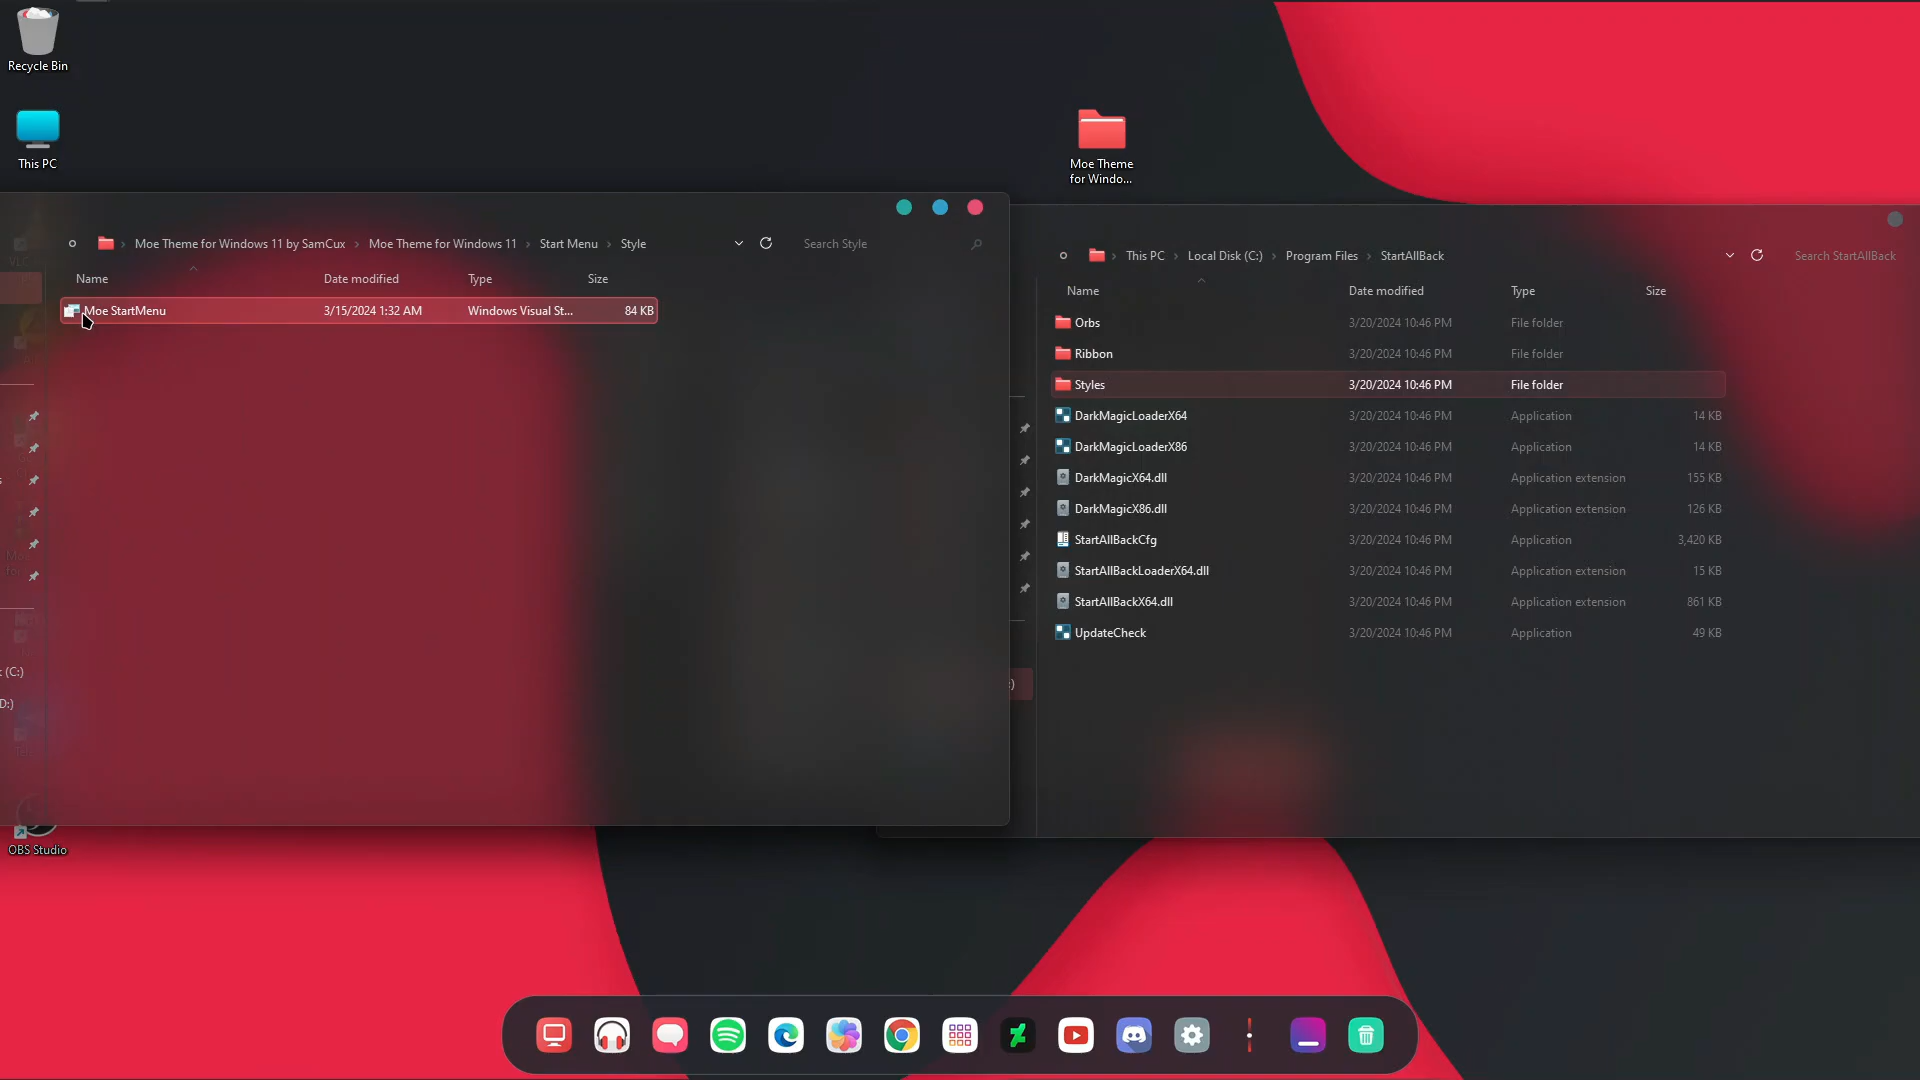 Recycle Bin
This PC
Moe Theme
for Windo...
Moe Theme for Windows 11 by SamCux
Moe Theme for Windows 11
Start Menu
Style
Search Style
Name
Date modified
Type
Size
Moe StartMenu
3/15/2024 1:32 AM
Windows Visual St...
84 KB
(C:)
D:)
OBS Studio
This PC
Local Disk (C:)
Program Files
StartAllBack
Search StartAllBack
Name
Date modified
Type
Size
Orbs
3/20/2024 10:46 PM
File folder
Ribbon
3/20/2024 10:46 PM
File folder
Styles
3/20/2024 10:46 PM
File folder
DarkMagicLoaderX64
3/20/2024 10:46 PM
Application
14 KB
DarkMagicLoaderX86
3/20/2024 10:46 PM
Application
14 KB
DarkMagicX64.dll
3/20/2024 10:46 PM
Application extension
155 KB
DarkMagicX86.dll
3/20/2024 10:46 PM
Application extension
126 KB
StartAllBackCfg
3/20/2024 10:46 PM
Application
3,420 KB
StartAllBackLoaderX64.dll
3/20/2024 10:46 PM
Application extension
15 KB
StartAllBackX64.dll
3/20/2024 10:46 PM
Application extension
861 KB
UpdateCheck
3/20/2024 10:46 PM
Application
49 KB